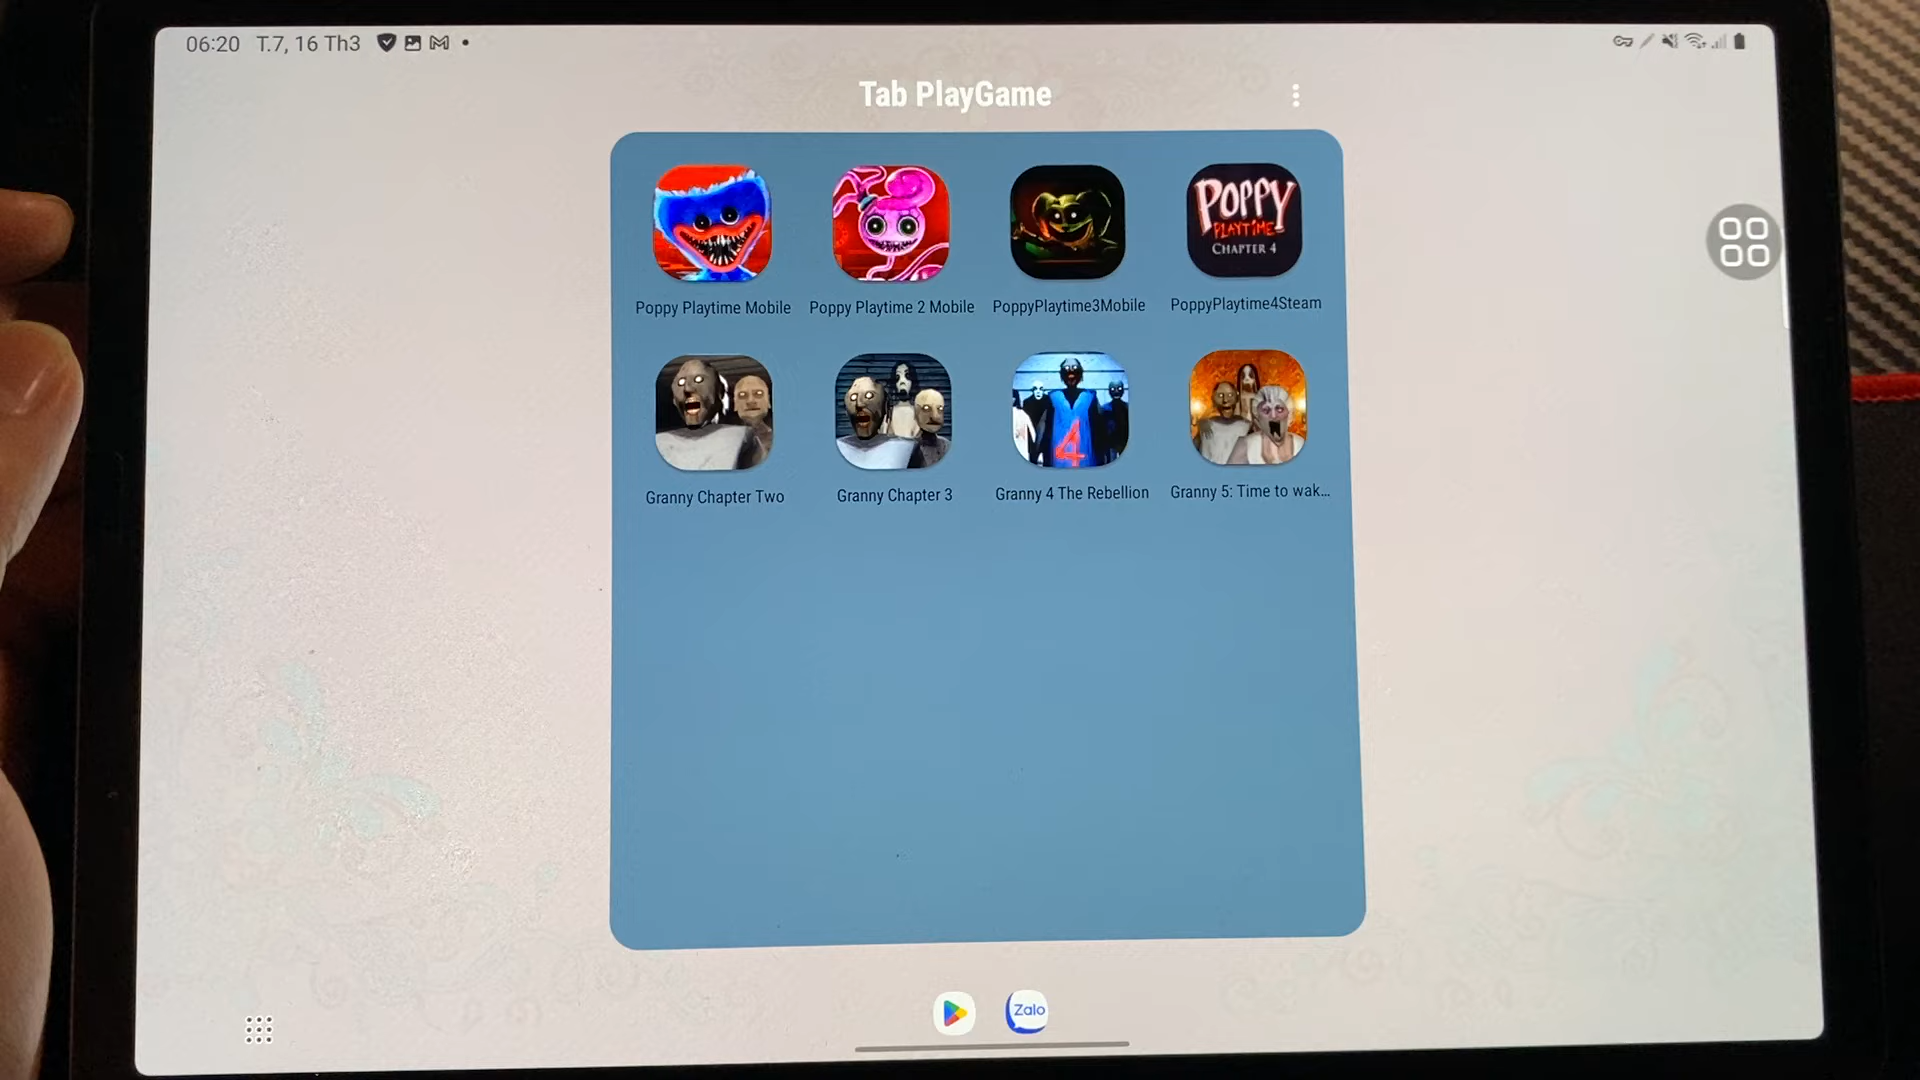 06:20 T.7, 16 Th3
Tab PlayGame
POPPY
PLAYTIME
CHAPTER 4
Poppy Playtime Mobile
Poppy Playtime 2 Mobile
PoppyPlaytime3Mobile
PoppyPlaytime4Steam
4
Granny Chapter Two
Granny Chapter 3
Granny 4 The Rebellion
Granny 5: Time to wak...
Zalo